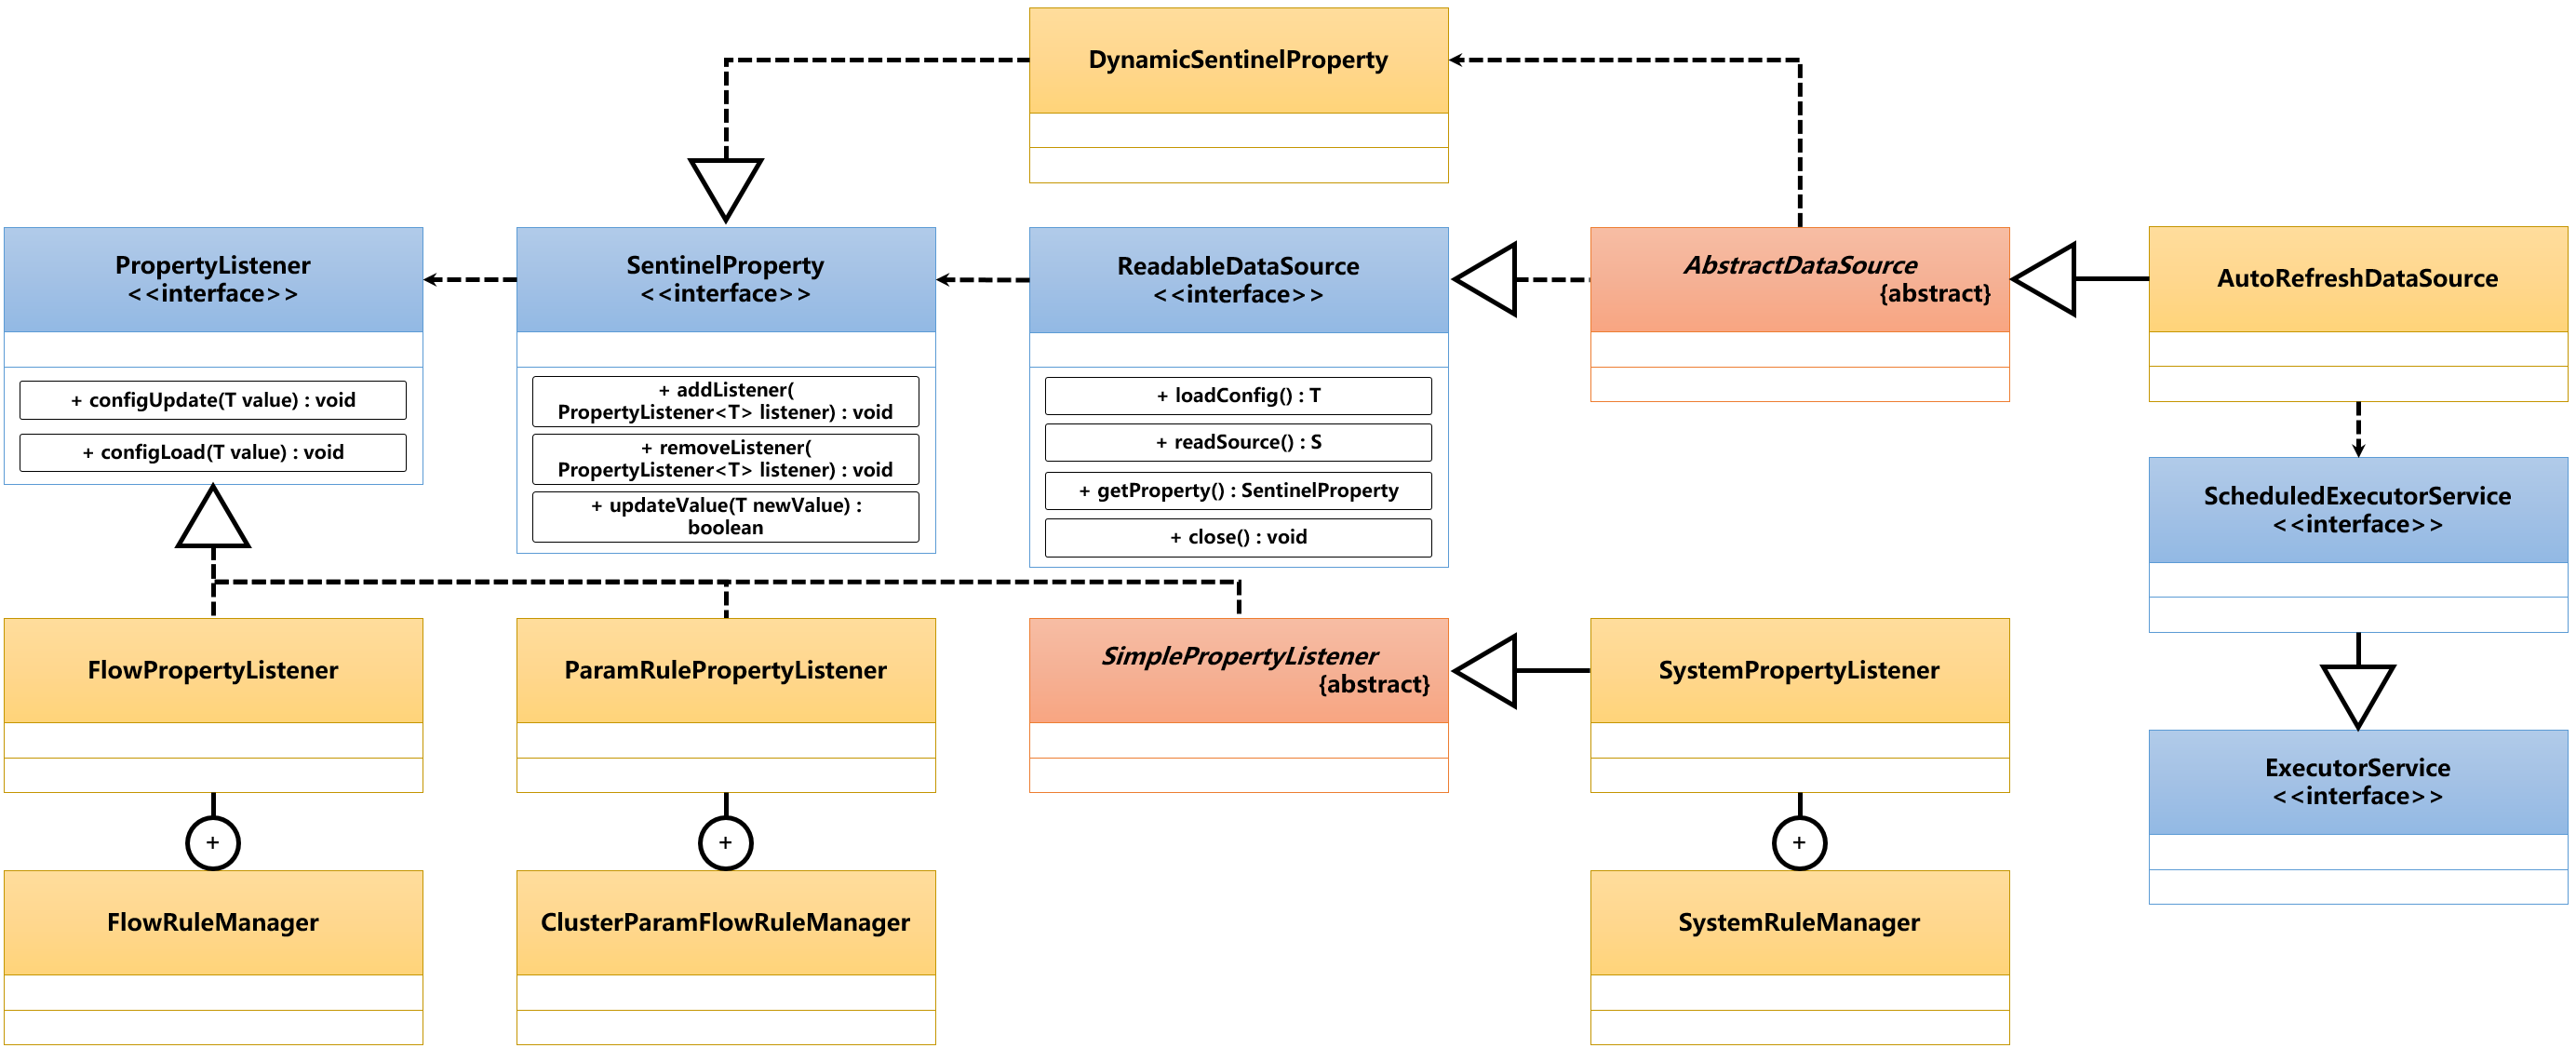 DynamicSentinelProperty
PropertyListener
<<interface>>
+ configUpdate(T value) : void
+ configLoad(T value) : void
SentinelProperty
<<interface>>
+ addListener(
PropertyListener<T> listener) : void
+ removeListener(
PropertyListener<T> listener) : void
+ updateValue(T newValue) :
boolean
ReadableDataSource
<<interface>>
+ loadConfig() : T
+ readSource() : S
+ getProperty() : SentinelProperty
+ close() : void
AbstractDataSource
{abstract}
AutoRefreshDataSource
ScheduledExecutorService
<<interface>>
FlowPropertyListener
ParamRulePropertyListener
SimplePropertyListener
{abstract}
SystemPropertyListener
ExecutorService
<<interface>>
+
+
+
FlowRuleManager
ClusterParamFlowRuleManager
SystemRuleManager